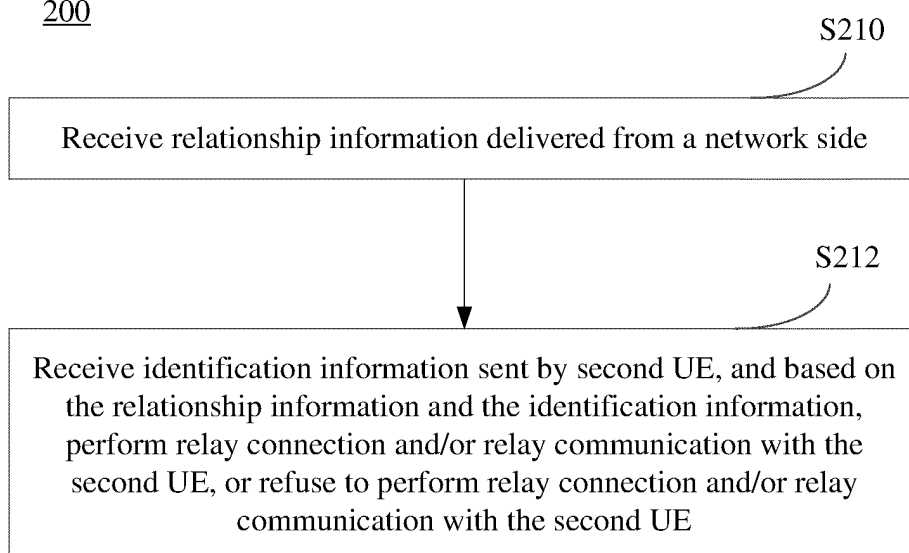 200
S210
Receive relationship information delivered from a network side
S212
Receive identification information sent by second UE, and based on
the relationship information and the identification information,
perform relay connection and/or relay communication with the
second UE, or refuse to perform relay connection and/or relay
communication with the second UE